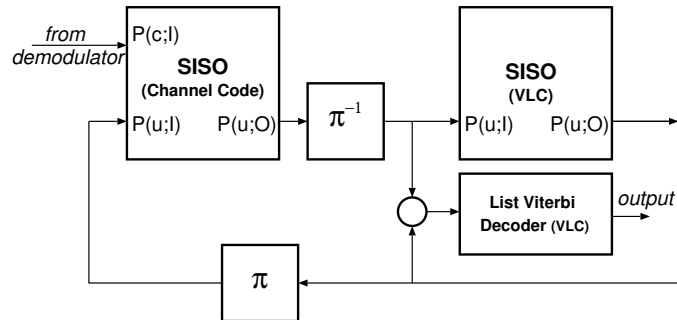 from
demodulator
P(c;I)
SISO
(Channel Code)
P(u;I)
P(u;O)
π⁻¹
SISO
(VLC)
P(u;I)
P(u;O)
List Viterbi
Decoder (VLC)
output
π